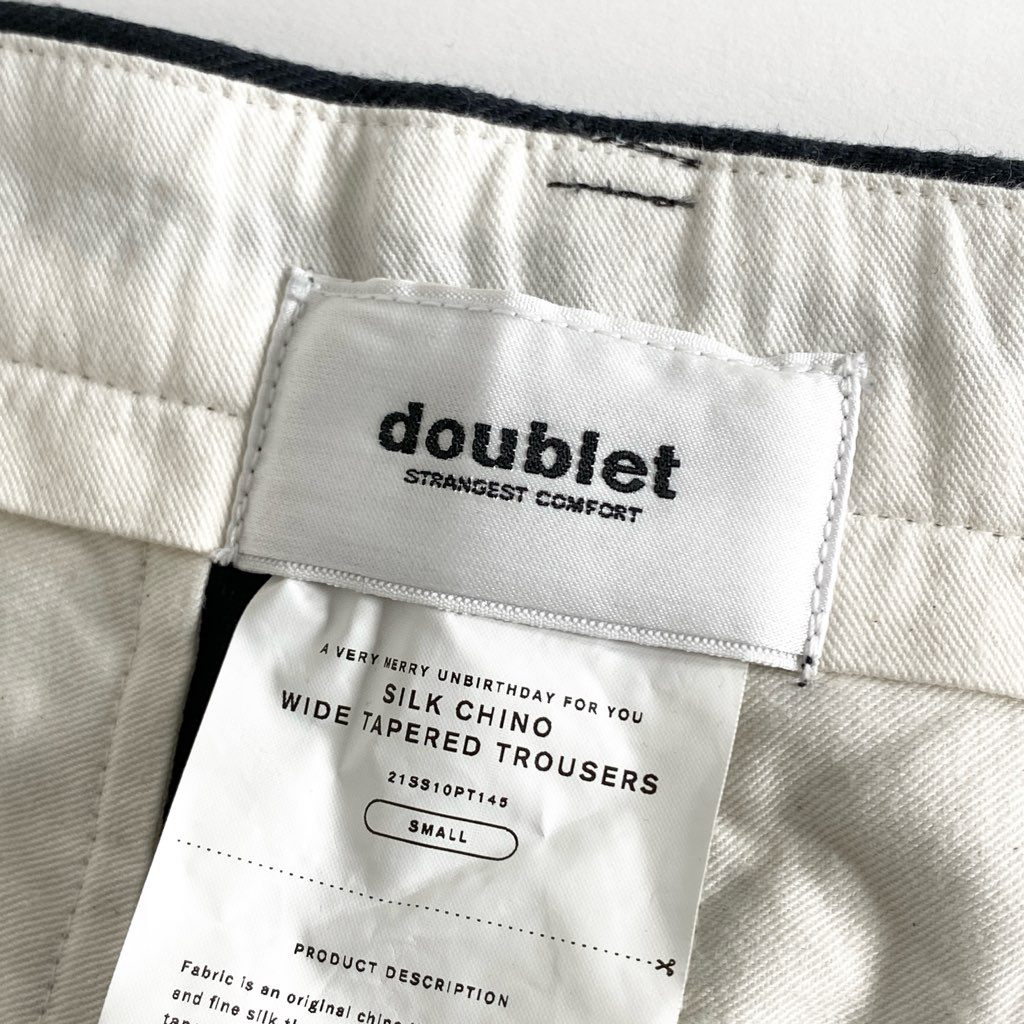 doublet
STRANGEST COMFORT
A VERY MERRY UNBIRTHDAY FOR YOU
SILK CHINO
WIDE TAPERED TROUSERS
21SS10PT145
SMALL
PRODUCT DESCRIPTION
Fabric is an original
and fine silk